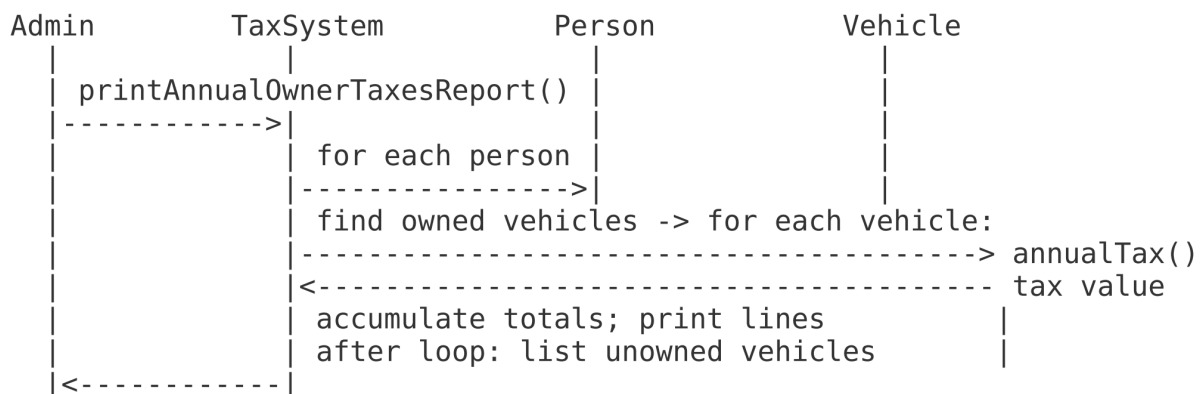 Admin TaxSystem Person Vehicle
printAnnualOwnerTaxesReport()
for each person
find owned vehicles -> for each vehicle:
annualTax()
tax value
accumulate totals; print lines
after loop: list unowned vehicles